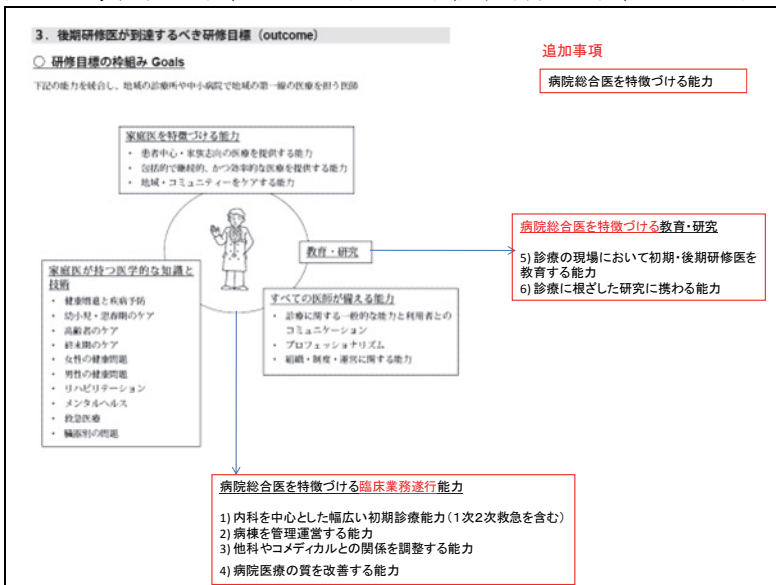 3. 後期研修医が到達するべき研修目標（outcome）
○ 研修目標の枠組み Goals
下記の能力を統合し、地域の診療所や中小病院で地域の第一線の医療を担う医師
追加事項
病院総合医を特徴づける能力
家庭医を特徴づける能力
・ 患者中心・家族志向の医療を提供する能力
・ 包括的で継続的、かつ効率的な医療を提供する能力
・ 地域・コミュニティーをケアする能力
教育・研究
病院総合医を特徴づける教育・研究
5) 診療の現場において初期・後期研修医を
教育する能力
6) 診療に根ざした研究に携わる能力
家庭医が持つ医学的な知識と
技術
・ 健康増進と疾病予防
・ 幼小児・思春期のケア
・ 高齢者のケア
・ 終末期のケア
・ 女性の健康問題
・ 男性の健康問題
・ リハビリテーション
・ メンタルヘルス
・ 救急医療
・ 臓器別の問題
すべての医師が備える能力
・ 診療に関する一般的な能力と利用者との
コミュニケーション
・ プロフェッショナリズム
・ 組織・制度・運営に関する能力
病院総合医を特徴づける臨床業務遂行能力
1) 内科を中心とした幅広い初期診療能力（１次２次救急を含む）
2) 病棟を管理運営する能力
3) 他科やコメディカルとの関係を調整する能力
4) 病院医療の質を改善する能力